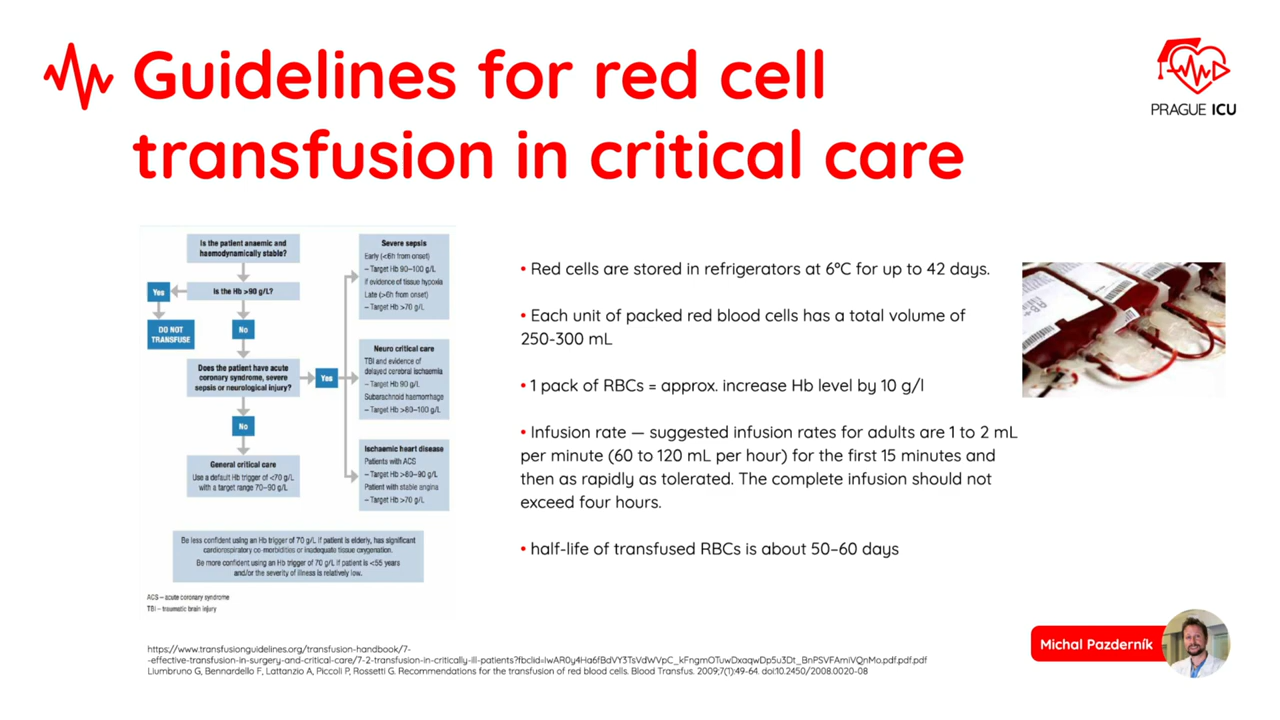 Guidelines for red cell
transfusion in critical care
PRAGUE ICU
Is the patient anaemic and
haemodynamically stable?
Is the Hb >90 g/L?
Yes
DO NOT
TRANSFUSE
No
Does the patient have acute
coronary syndrome, severe
sepsis or neurological injury?
Yes
No
General critical care
Use a default Hb trigger of <70 g/L
with a target range 70–90 g/L
Severe sepsis
Early (<6h from onset)
– Target Hb 90–100 g/L
if evidence of tissue hypoxia
Late (>6h from onset)
– Target Hb >70 g/L
Neuro critical care
TBI and evidence of
delayed cerebral ischaemia
– Target Hb 90 g/L
Subarachnoid haemorrhage
– Target Hb >80–100 g/L
Ischaemic heart disease
Patients with ACS
– Target Hb >80–90 g/L
Patient with stable angina
– Target Hb >70 g/L
Be less confident using an Hb trigger of 70 g/L if patient is elderly, has significant
cardiorespiratory co-morbidities or inadequate tissue oxygenation.
Be more confident using an Hb trigger of 70 g/L if patient is <55 years
and/or the severity of illness is relatively low.
ACS – acute coronary syndrome
TBI – traumatic brain injury
• Red cells are stored in refrigerators at 6°C for up to 42 days.
• Each unit of packed red blood cells has a total volume of
250-300 mL
• 1 pack of RBCs = approx. increase Hb level by 10 g/l
• Infusion rate — suggested infusion rates for adults are 1 to 2 mL
per minute (60 to 120 mL per hour) for the first 15 minutes and
then as rapidly as tolerated. The complete infusion should not
exceed four hours.
• half-life of transfused RBCs is about 50–60 days
https://www.transfusionguidelines.org/transfusion-handbook/7-
-effective-transfusion-in-surgery-and-critical-care/7-2-transfusion-in-critically-ill-patients?fbclid=IwAR0y4Ha6fBdVY3TsVdWVpC_kFngmOTuwDxaqwDp5u3Dt_BnPSVFAmiVQnMo.pdf.pdf.pdf
Liumbruno G, Bennardello F, Lattanzio A, Piccoli P, Rossetti G. Recommendations for the transfusion of red blood cells. Blood Transfus. 2009;7(1):49-64. doi:10.2450/2008.0020-08
Michal Pazderník